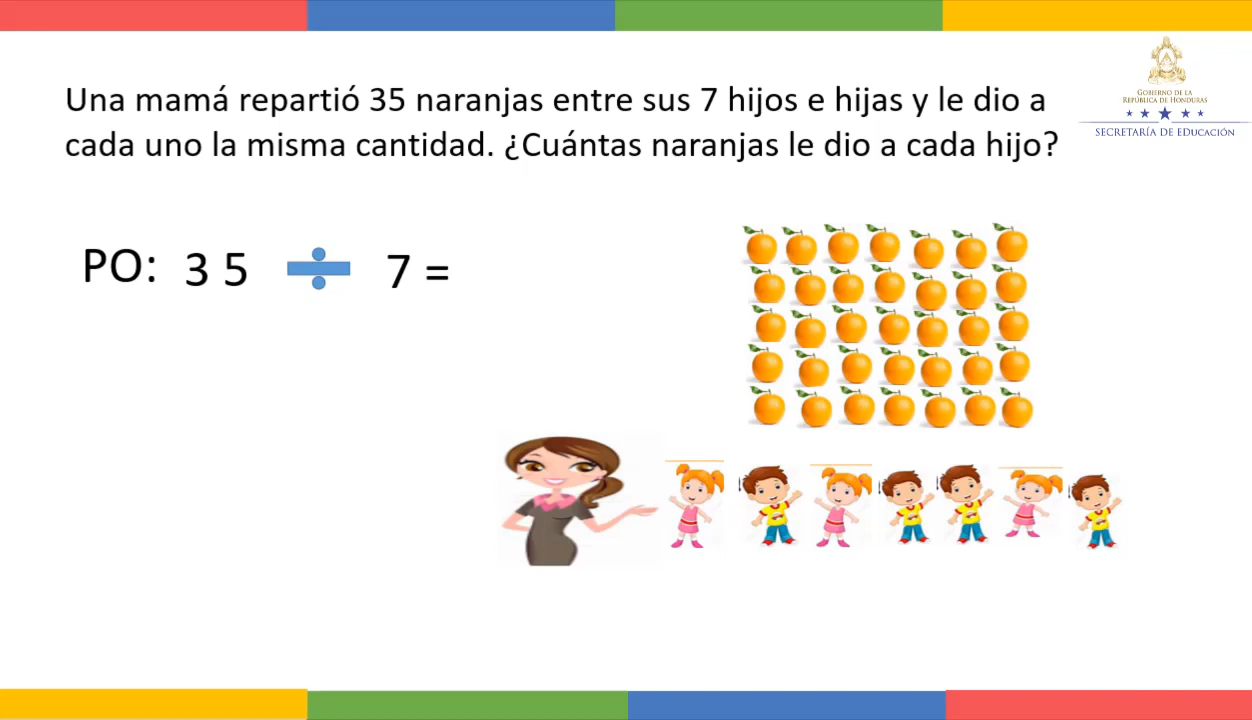 Una mamá repartió 35 naranjas entre sus 7 hijos e hijas y le dio a
cada uno la misma cantidad. ¿Cuántas naranjas le dio a cada hijo?
GOBIERNO DE LA
REPÚBLICA DE HONDURAS
SECRETARÍA DE EDUCACIÓN
PO: 3 5 ÷ 7 =